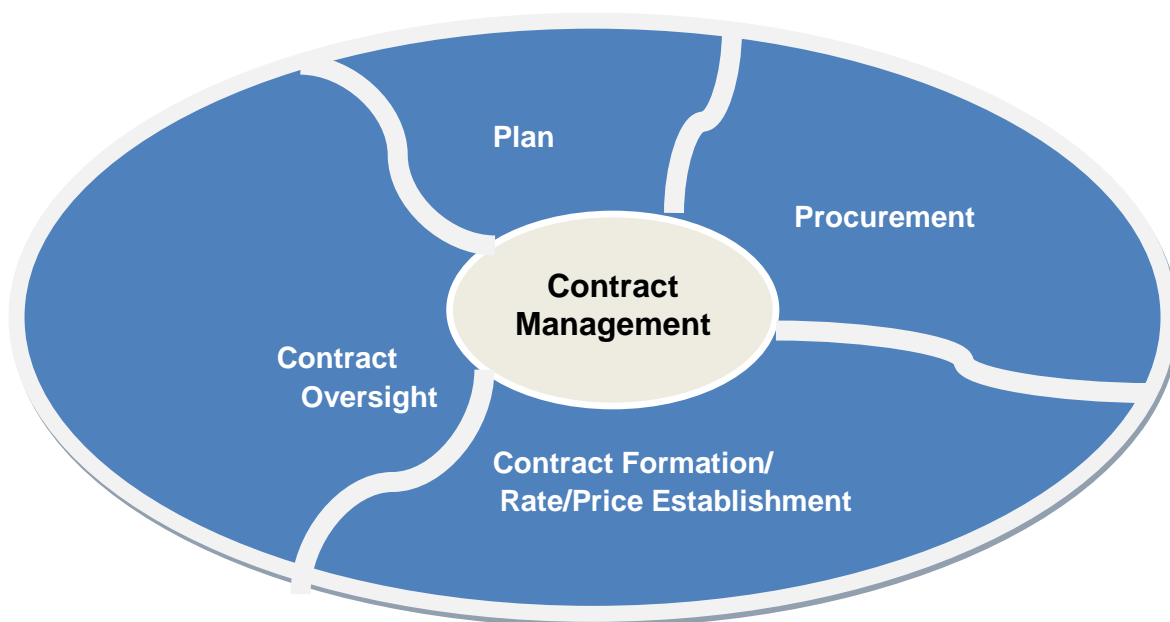 Plan
Procurement
Contract
Management
Contract
Oversight
Contract Formation/
Rate/Price Establishment